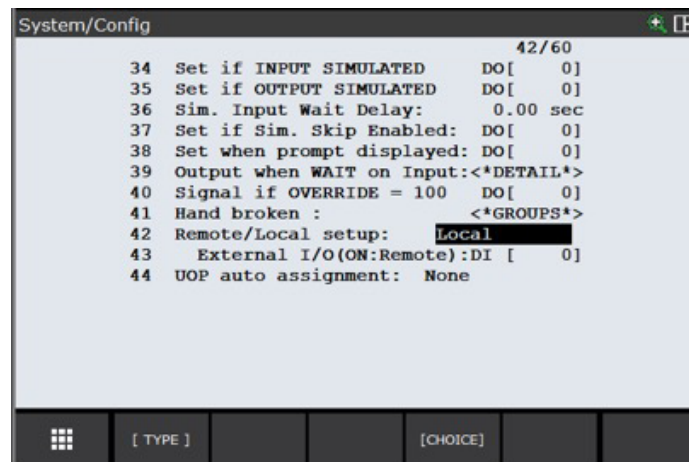 System/Config
42/60
34 Set if INPUT SIMULATED DO[ 0]
35 Set if OUTPUT SIMULATED DO[ 0]
36 Sim. Input Wait Delay: 0.00 sec
37 Set if Sim. Skip Enabled: DO[ 0]
38 Set when prompt displayed: DO[ 0]
39 Output when WAIT on Input:<*DETAIL*>
40 Signal if OVERRIDE = 100 DO[ 0]
41 Hand broken : <*GROUPS*>
42 Remote/Local setup: Local
43 External I/O(ON:Remote):DI [ 0]
44 UOP auto assignment: None
[ TYPE ] [CHOICE]